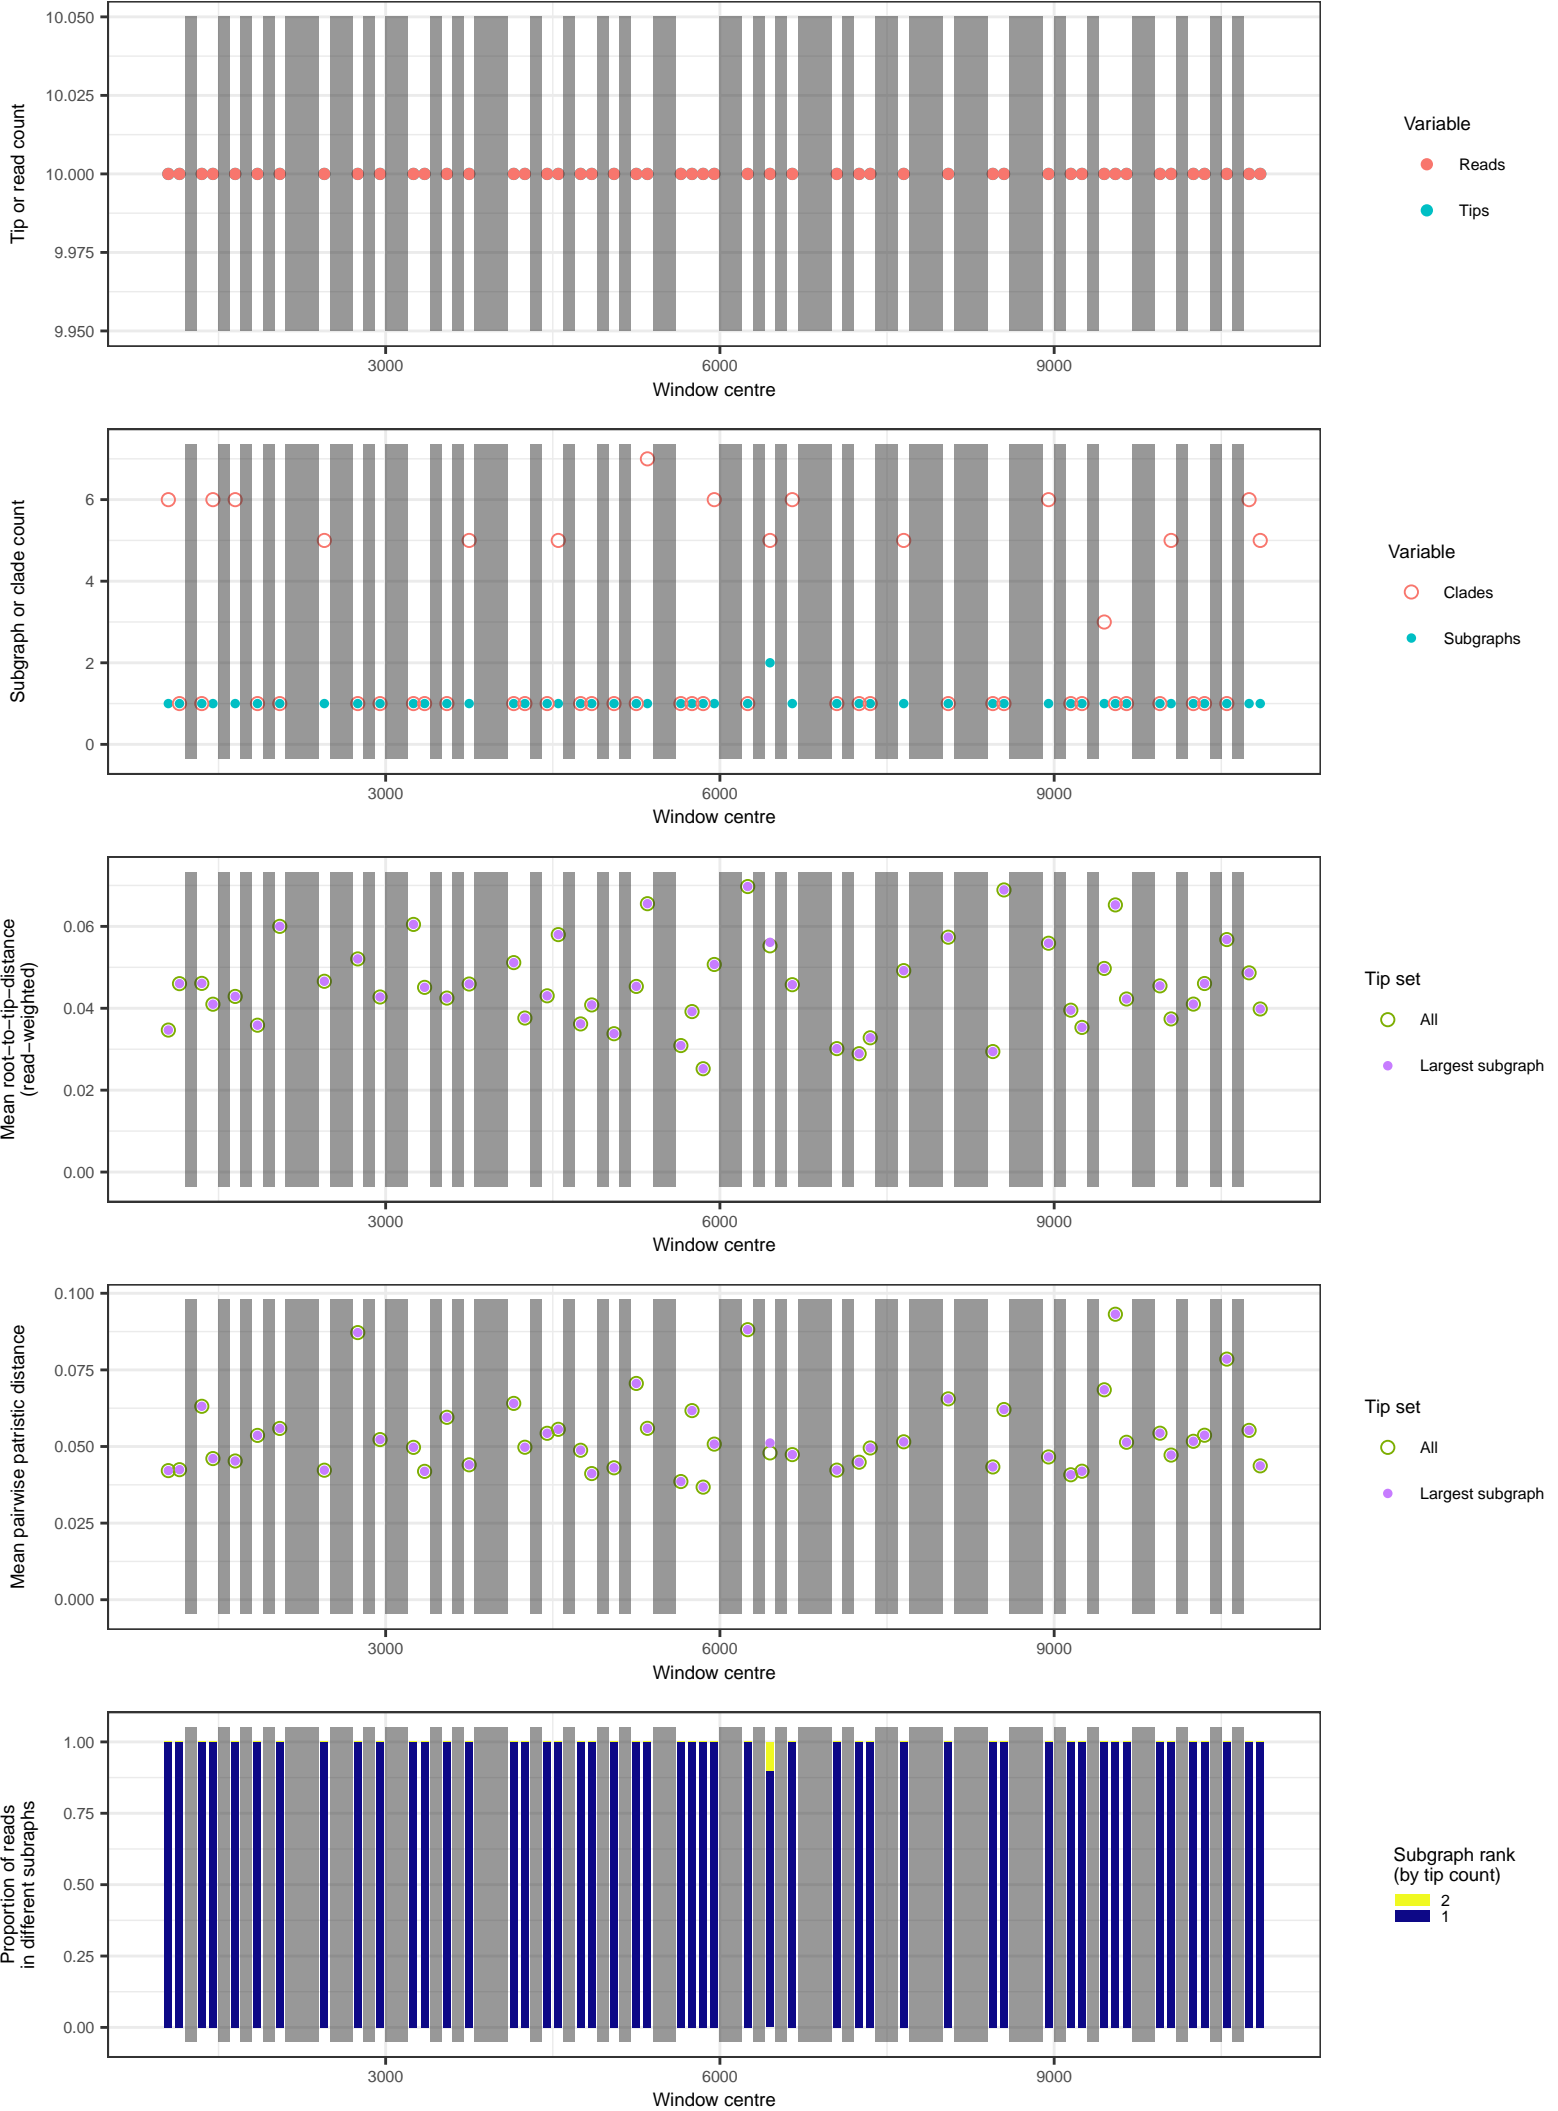 10.050
10.025
10.000
9.975
9.950
Tip or read count
3000
6000
9000
Window centre
Variable
Reads
Tips
6
4
2
0
Subgraph or clade count
3000
6000
9000
Window centre
Variable
Clades
Subgraphs
0.06
0.04
0.02
0.00
Mean root−to−tip−distance
(read−weighted)
3000
6000
9000
Window centre
Tip set
All
Largest subgraph
0.100
0.075
0.050
0.025
0.000
Mean pairwise patristic distance
3000
6000
9000
Window centre
Tip set
All
Largest subgraph
1.00
0.75
0.50
0.25
0.00
Proportion of reads
in different subraphs
3000
6000
9000
Window centre
Subgraph rank
(by tip count)
2
1